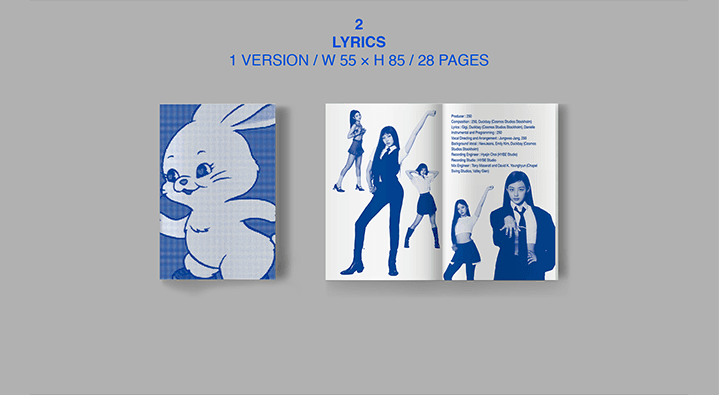 2
LYRICS
1 VERSION / W 55 × H 85 / 28 PAGES
Producer : 250
Composition : 250, Duckbay (Cosmos Studios Stockholm)
Lyrics : Gigi, Duckbay (Cosmos Studios Stockholm), Danielle
Instrumental and Programming : 250
Vocal Directing and Arrangement : Jungwoo Jang, 250
Background Vocal : NewJeans, Emily Kim, Duckbay (Cosmos
Studios Stockholm)
Recording Engineer : Hyejin Choi (HYBE Studio)
Recording Studio : HYBE Studio
Mix Engineer : Tony Maserati and David K. Younghyun (Chapel
Swing Studios, Valley Glen)